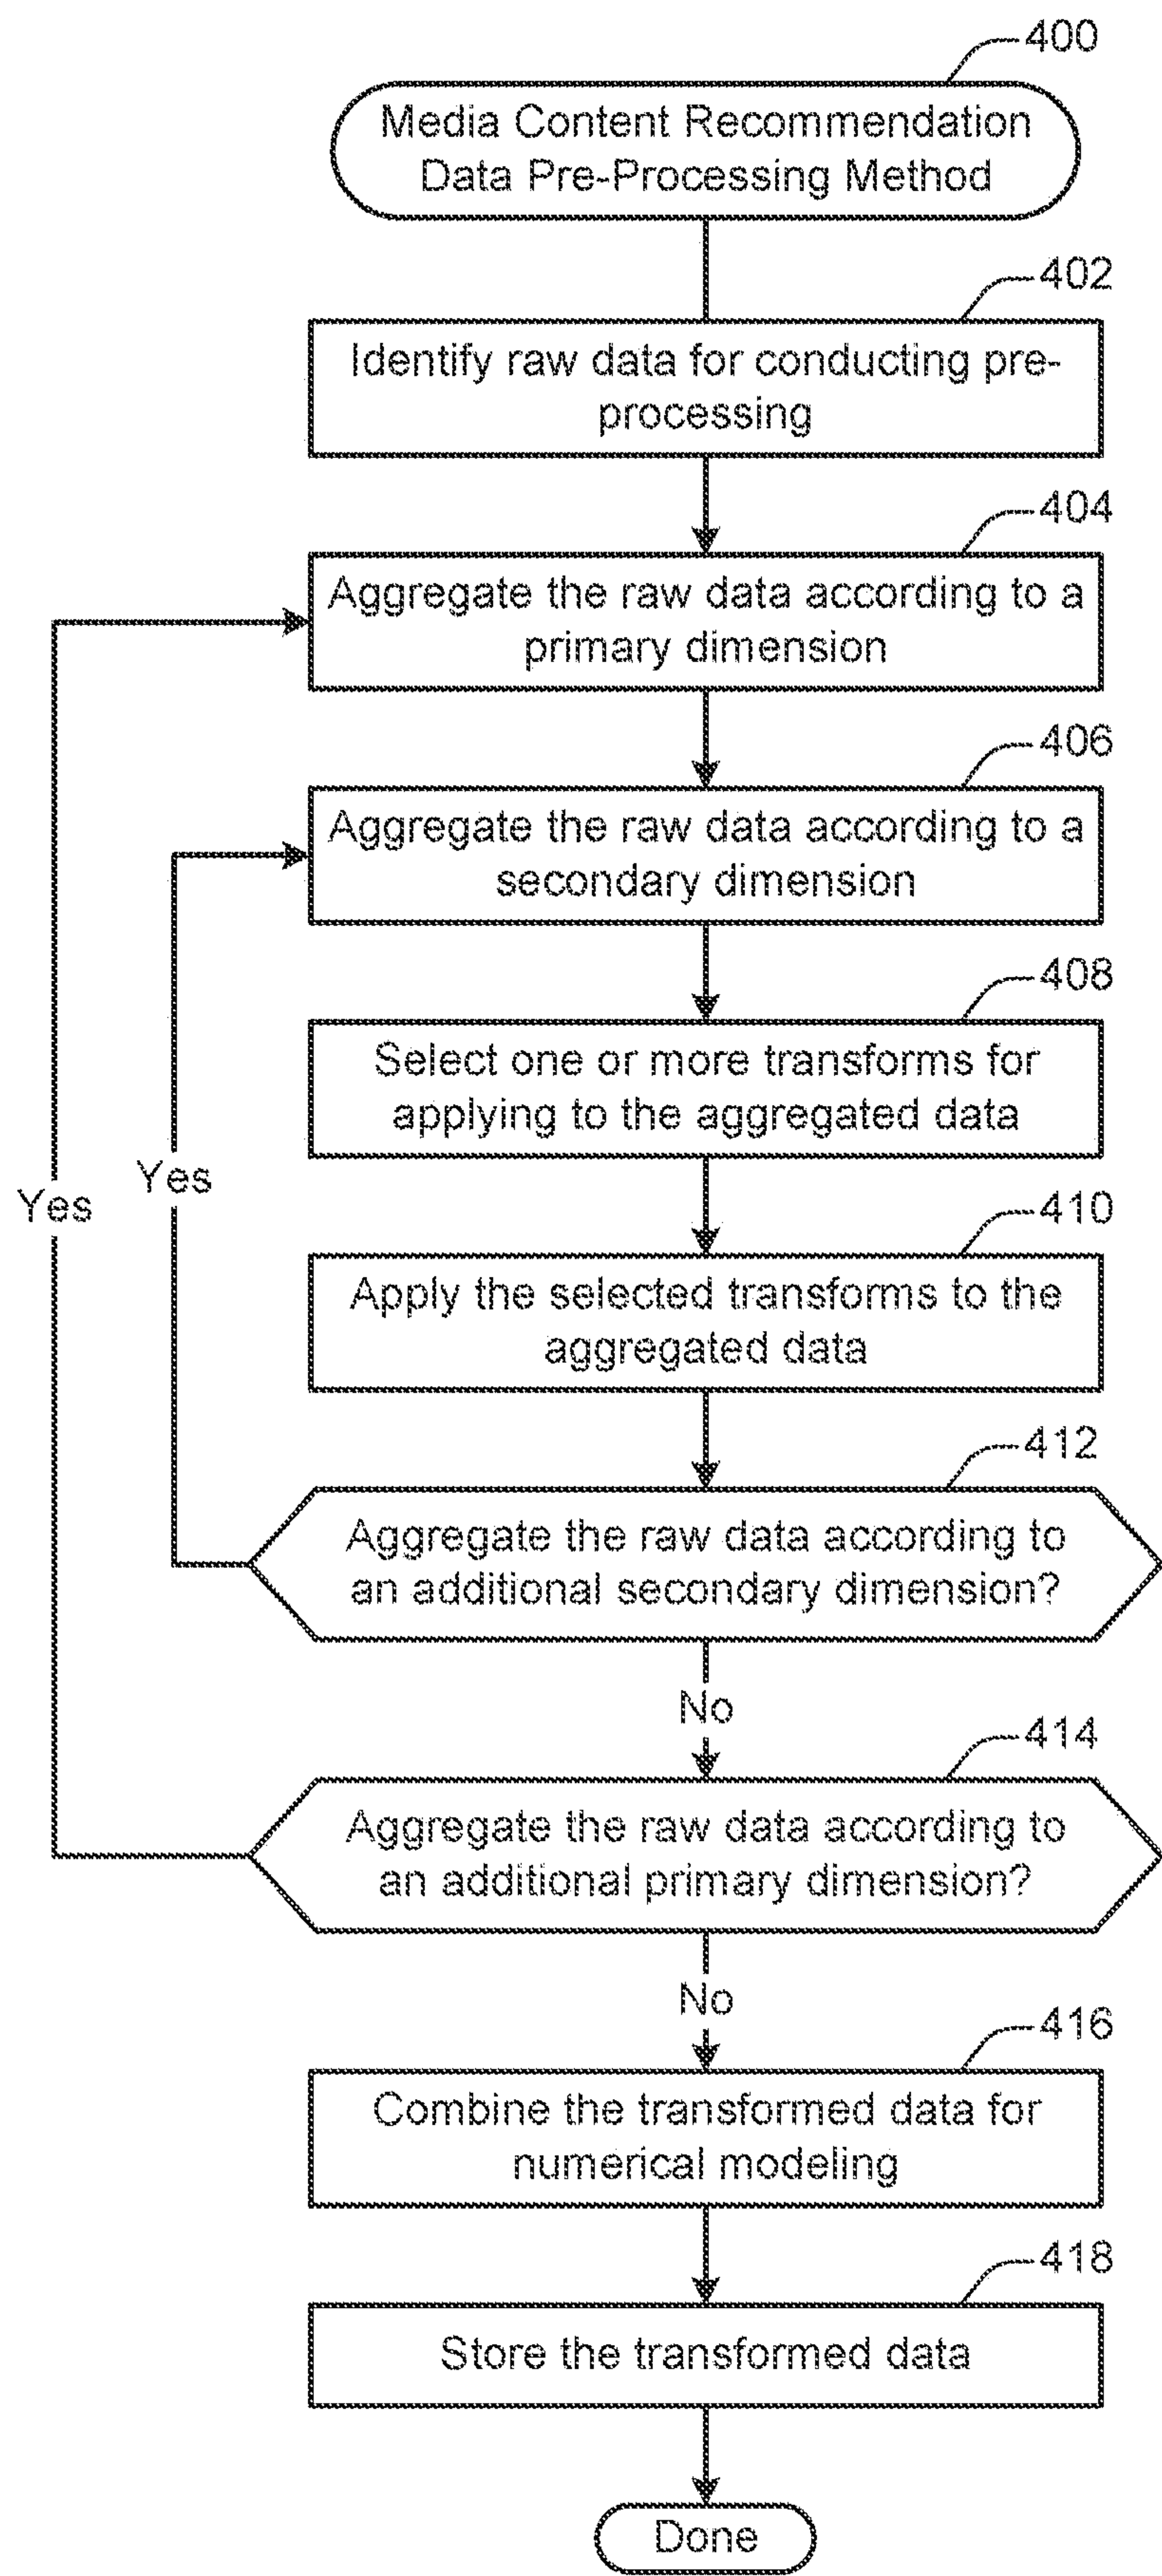 400
Media Content Recommendation
Data Pre-Processing Method
402
Identify raw data for conducting pre-
processing
404
Aggregate the raw data according to a
primary dimension
406
Aggregate the raw data according to a
secondary dimension
408
Select one or more transforms for
applying to the aggregated data
Yes
Yes
410
Apply the selected transforms to the
aggregated data
412
Aggregate the raw data according to
an additional secondary dimension?
No
414
Aggregate the raw data according to
an additional primary dimension?
No
416
Combine the transformed data for
numerical modeling
418
Store the transformed data
Done